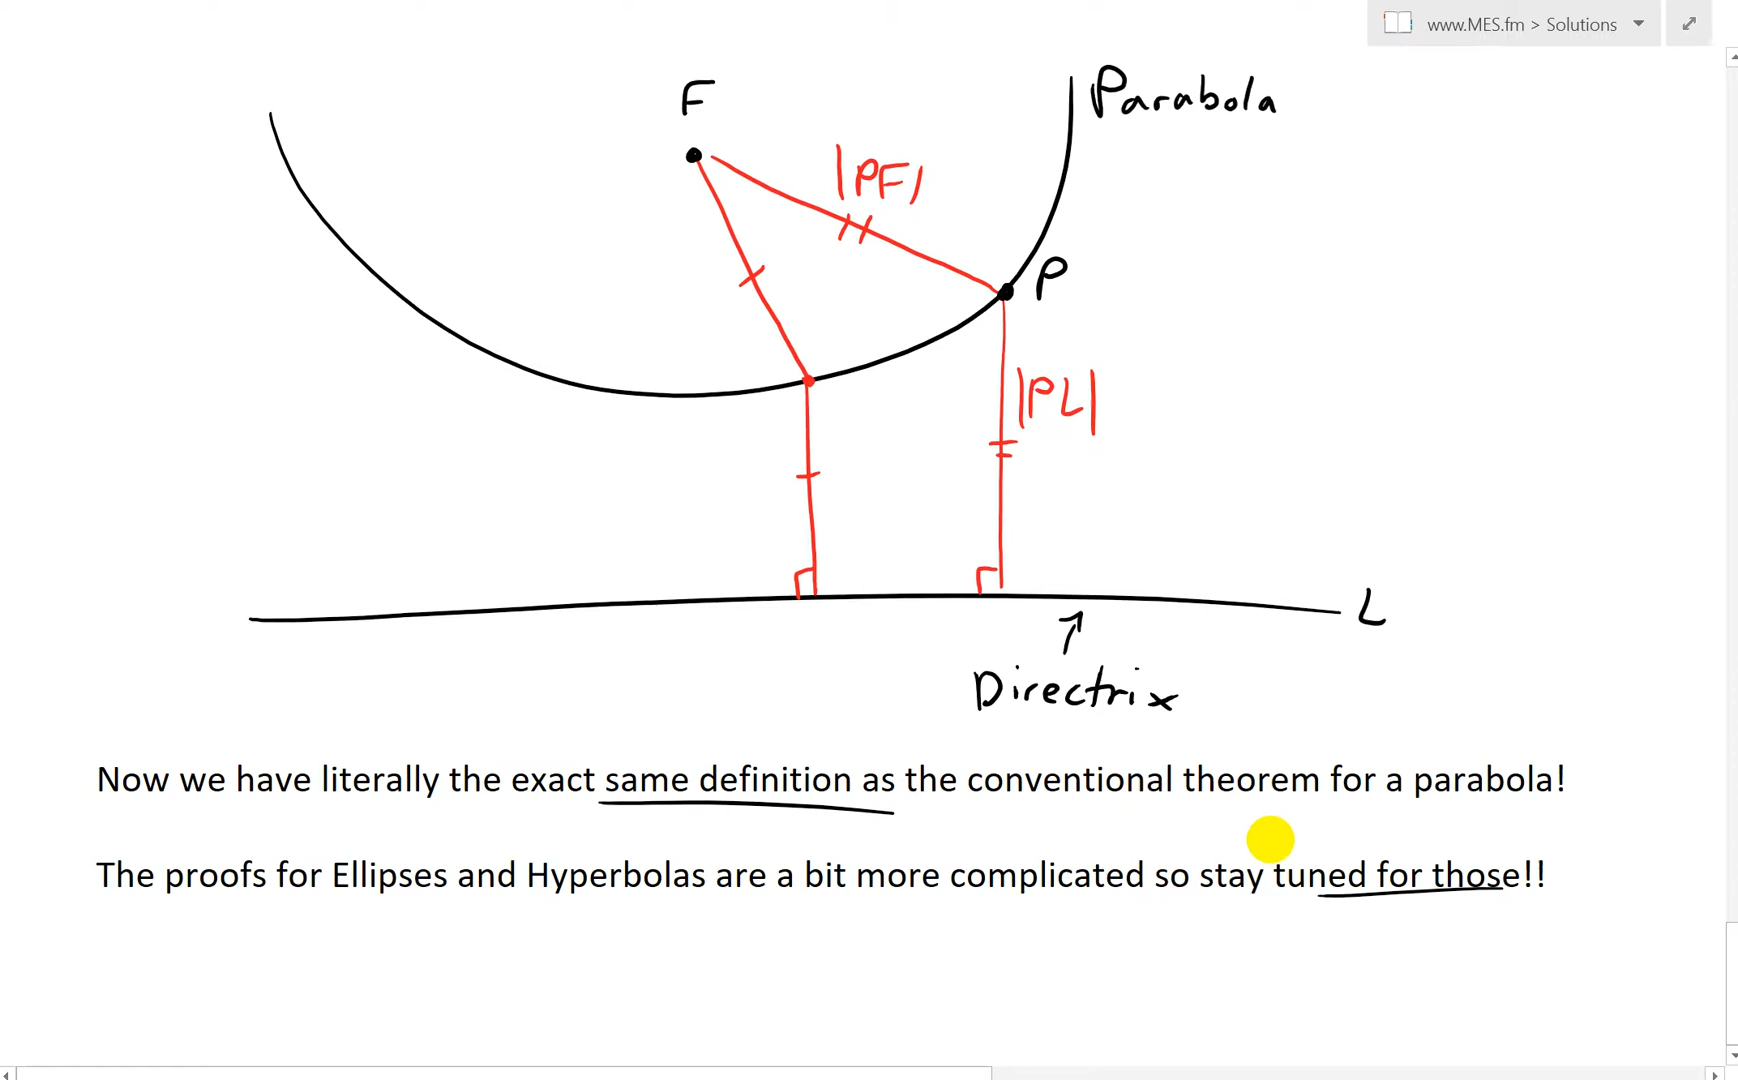 www.MES.fm > Solutions
F
Parabola
|PF|
P
|PL|
L
Directrix
Now we have literally the exact same definition as the conventional theorem for a parabola!
The proofs for Ellipses and Hyperbolas are a bit more complicated so stay tuned for those!!